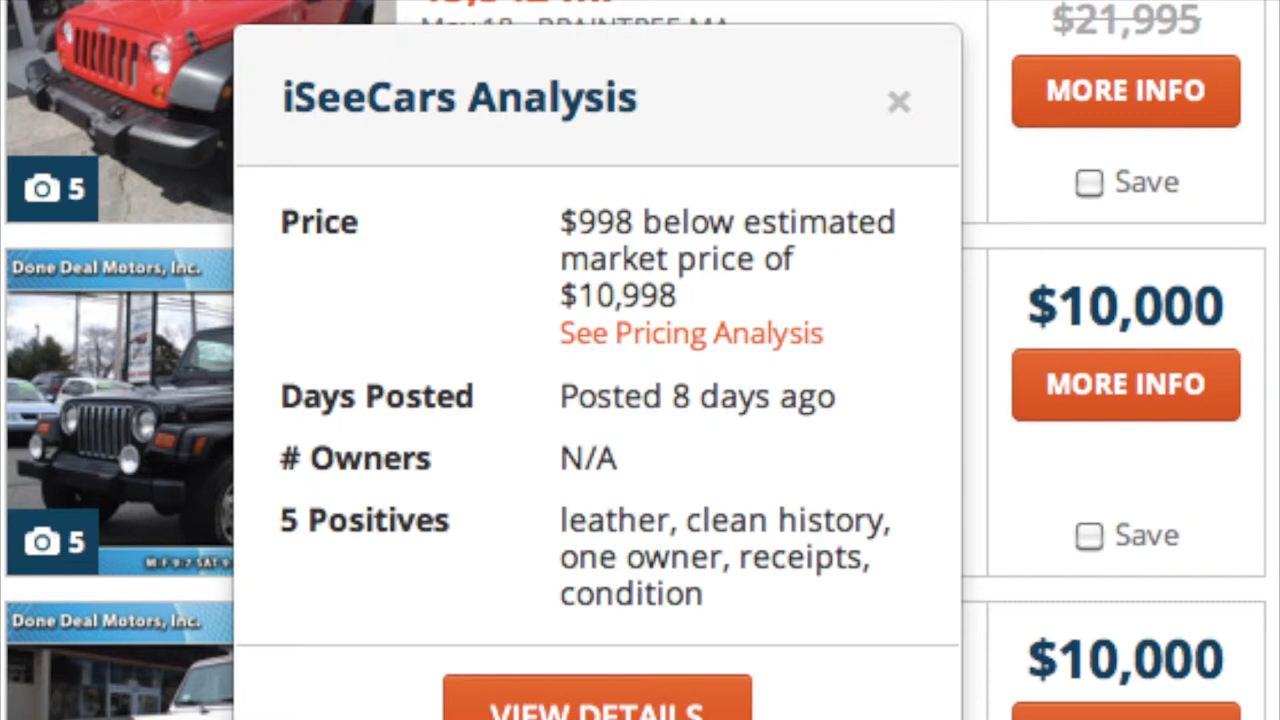 $21,995
MORE INFO
Save
5
iSeeCars Analysis
×
Price
$998 below estimated
market price of
$10,998
See Pricing Analysis
Days Posted
Posted 8 days ago
# Owners
N/A
5 Positives
leather, clean history,
one owner, receipts,
condition
VIEW DETAILS
Done Deal Motors, Inc.
5
$10,000
MORE INFO
Save
Done Deal Motors, Inc.
$10,000